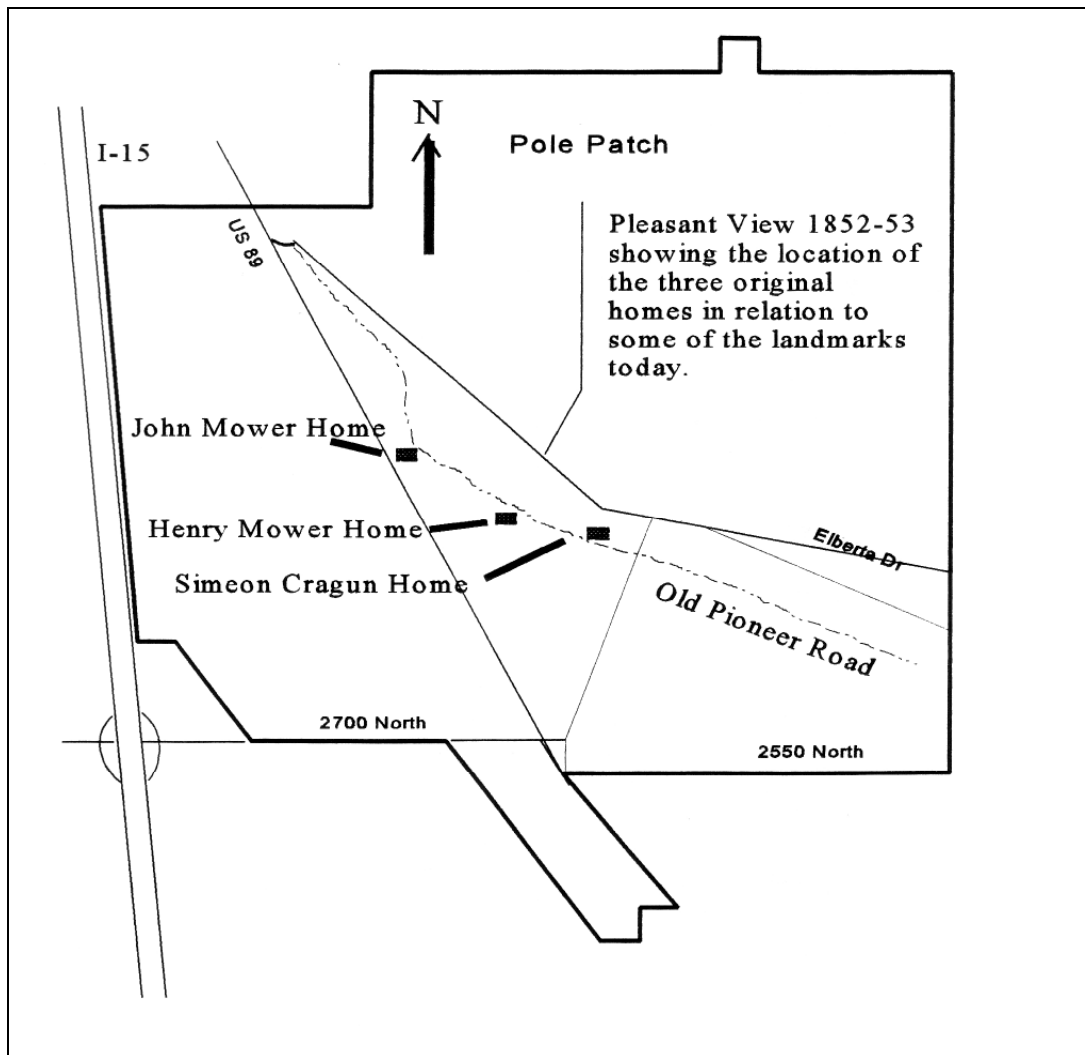 N
Pole Patch
I-15
US 89
Pleasant View 1852-53
showing the location of
the three original
homes in relation to
some of the landmarks
today.
John Mower Home
Henry Mower Home
Simeon Cragun Home
Elberta Dr
Old Pioneer Road
2700 North
2550 North